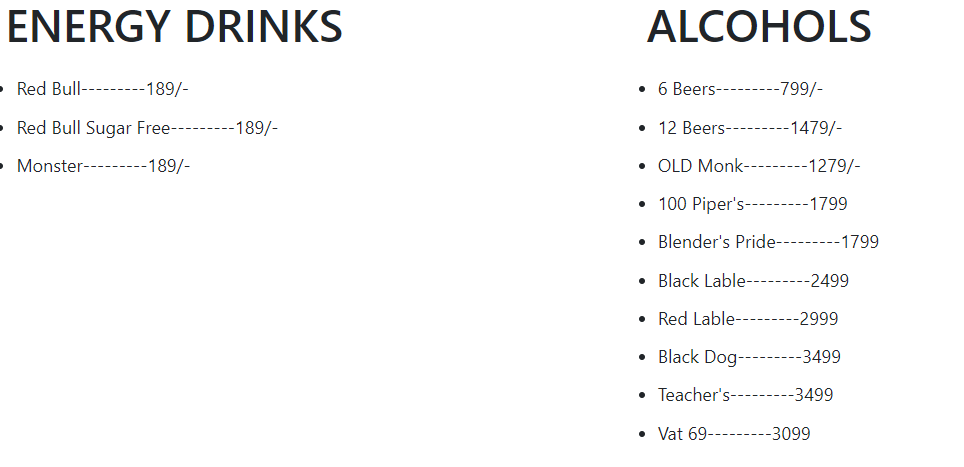 ENERGY DRINKS
Red Bull---------189/-
Red Bull Sugar Free---------189/-
Monster---------189/-
ALCOHOLS
6 Beers---------799/-
12 Beers---------1479/-
OLD Monk---------1279/-
100 Piper's---------1799
Blender's Pride---------1799
Black Lable---------2499
Red Lable---------2999
Black Dog---------3499
Teacher's---------3499
Vat 69---------3099